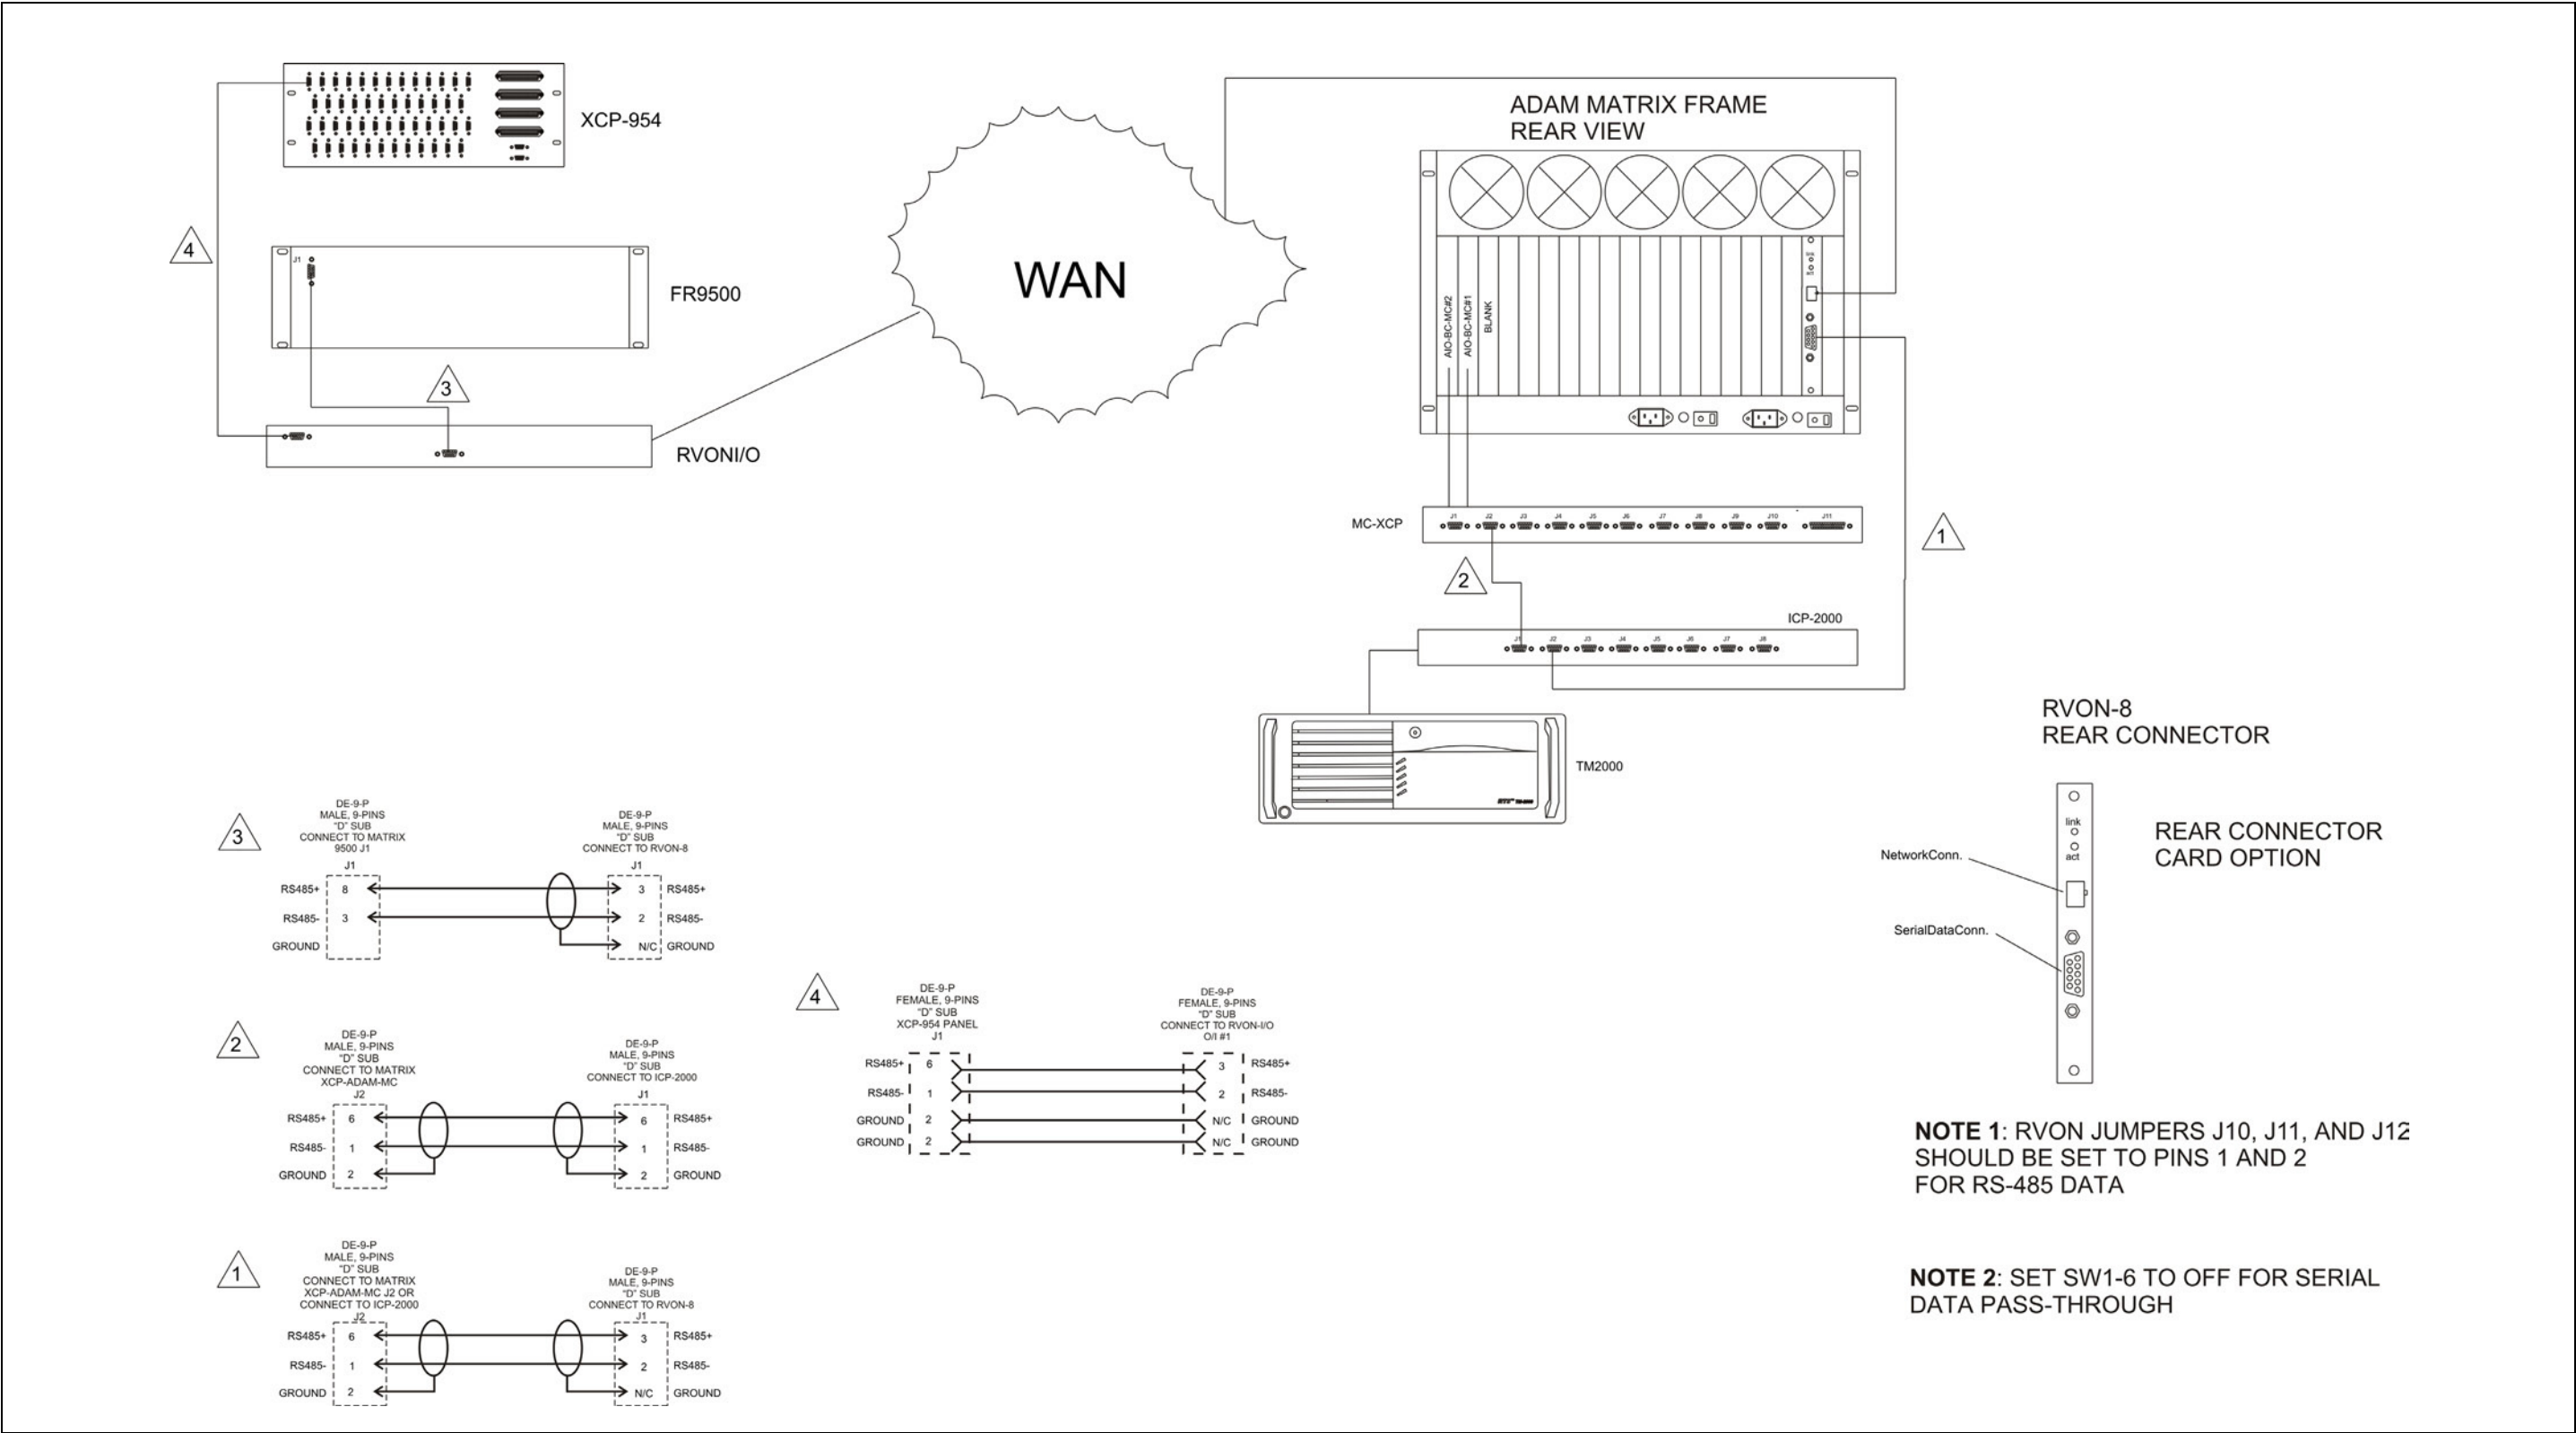 XCP-954
4
J1
FR9500
3
RVONI/O
WAN
ADAM MATRIX FRAME
REAR VIEW
AIO-BC-MC#2
AIO-BC-MC#1
BLANK
MC-XCP
J1
J2
J3
J4
J5
J6
J7
J8
J9
J10
J11
1
2
ICP-2000
J1
J2
J3
J4
J5
J6
J7
J8
TM2000
RVON-8
REAR CONNECTOR
link
act
NetworkConn.
SerialDataConn.
REAR CONNECTOR
CARD OPTION
NOTE 1: RVON JUMPERS J10, J11, AND J12
SHOULD BE SET TO PINS 1 AND 2
FOR RS-485 DATA
NOTE 2: SET SW1-6 TO OFF FOR SERIAL
DATA PASS-THROUGH
3
DE-9-P
MALE, 9-PINS
"D" SUB
CONNECT TO MATRIX
9500 J1
J1
RS485+ 8
RS485- 3
GROUND
DE-9-P
MALE, 9-PINS
"D" SUB
CONNECT TO RVON-8
J1
3 RS485+
2 RS485-
N/C GROUND
2
DE-9-P
MALE, 9-PINS
"D" SUB
CONNECT TO MATRIX
XCP-ADAM-MC
J2
RS485+ 6
RS485- 1
GROUND 2
DE-9-P
MALE, 9-PINS
"D" SUB
CONNECT TO ICP-2000
J1
6 RS485+
1 RS485-
2 GROUND
1
DE-9-P
MALE, 9-PINS
"D" SUB
CONNECT TO MATRIX
XCP-ADAM-MC J2 OR
CONNECT TO ICP-2000
J2
RS485+ 6
RS485- 1
GROUND 2
DE-9-P
MALE, 9-PINS
"D" SUB
CONNECT TO RVON-8
J1
3 RS485+
2 RS485-
N/C GROUND
4
DE-9-P
FEMALE, 9-PINS
"D" SUB
XCP-954 PANEL
J1
RS485+ 6
RS485- 1
GROUND 2
GROUND 2
DE-9-P
FEMALE, 9-PINS
"D" SUB
CONNECT TO RVON-I/O
O/I #1
3 RS485+
2 RS485-
N/C GROUND
N/C GROUND